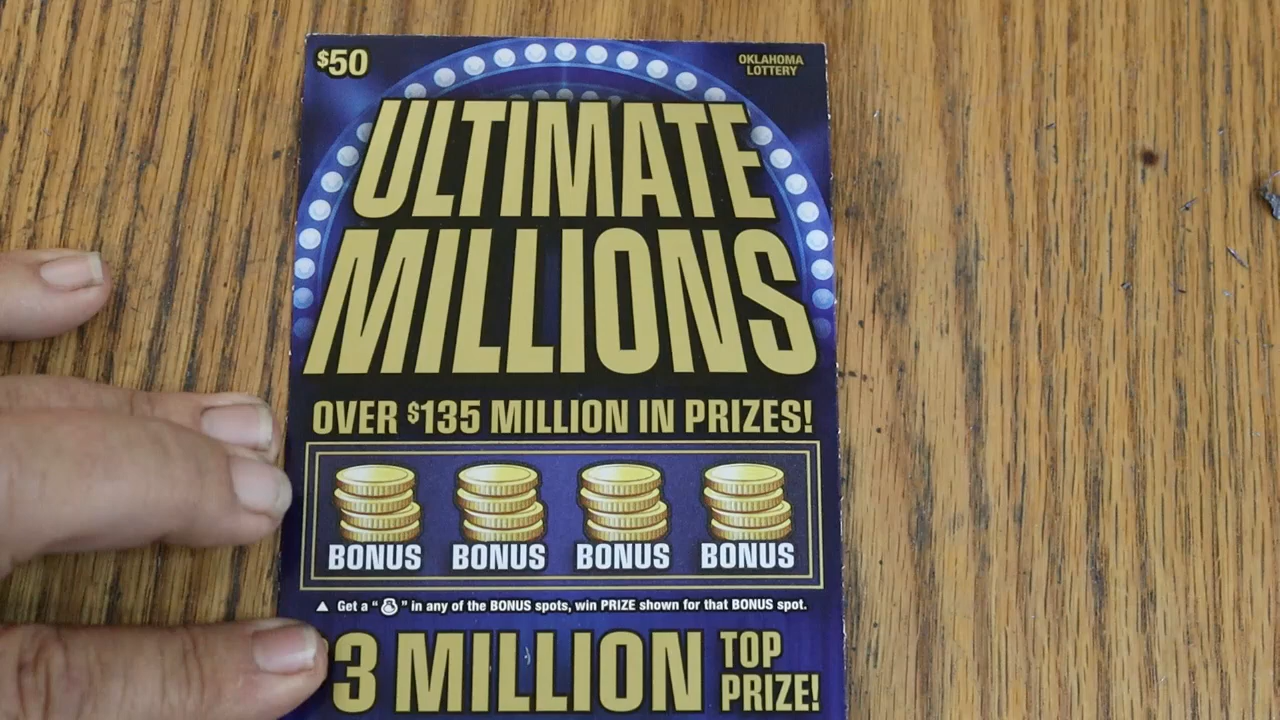 $50
OKLAHOMA
LOTTERY
ULTIMATE
MILLIONS
OVER $135 MILLION IN PRIZES!
BONUS BONUS BONUS BONUS
▲ Get a " " in any of the BONUS spots, win PRIZE shown for that BONUS spot.
$3 MILLION TOP
PRIZE!